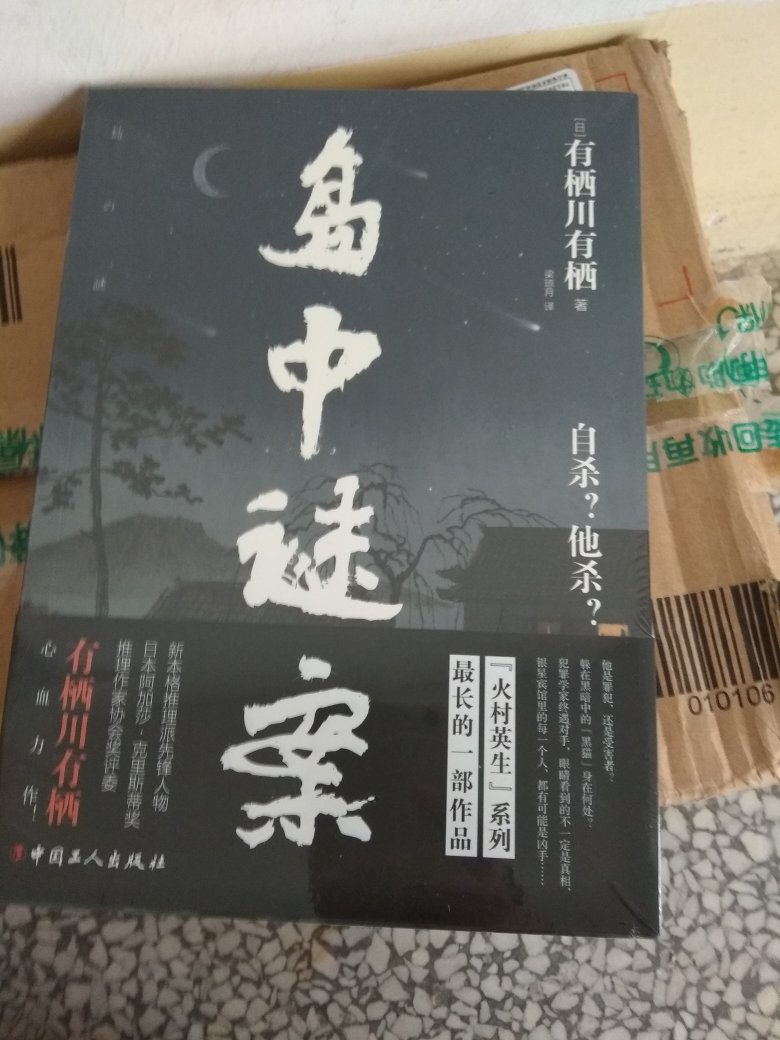 [日]有栖川有栖 著
岛中谜案
自杀？他杀？
他是罪犯，还是受害者？
躲在黑暗中的「黑猫」身在何处？
犯罪学家终遇对手，眼睛看到的不一定是真相，
银星宾馆里的每一个人，都有可能是凶手……
『火村英生』系列
最长的一部作品
新本格推理派先锋人物
日本阿加莎·克里斯蒂奖
推理作家协会奖评委
有栖川有栖
心血力作！
中国工人出版社
回收再
010106